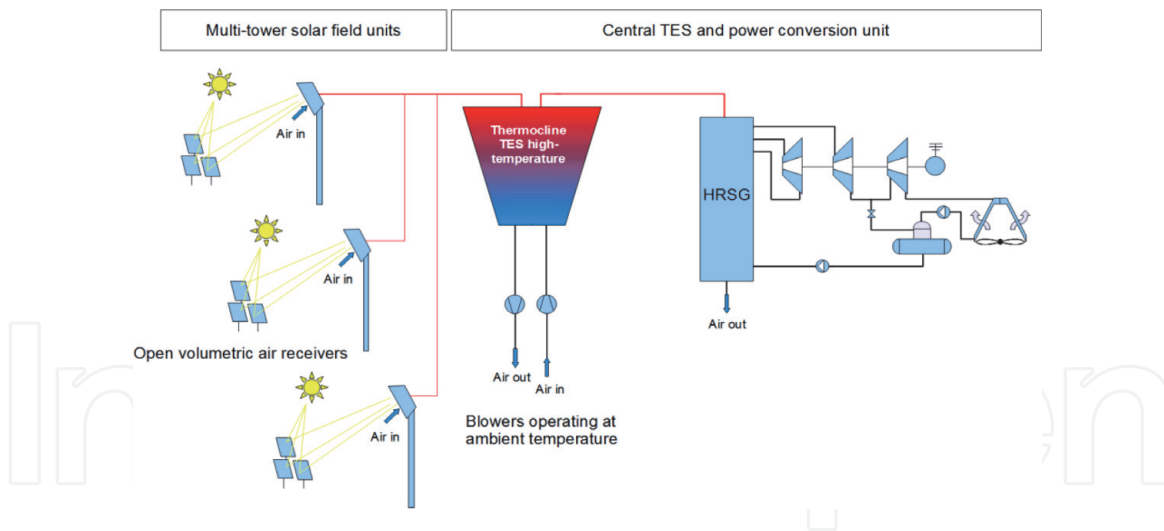 Multi-tower solar field units
Central TES and power conversion unit
Air in
Thermocline
TES high-
temperature
HRSG
Air in
Open volumetric air receivers
Air out
Air out
Air in
Air in
Blowers operating at
ambient temperature